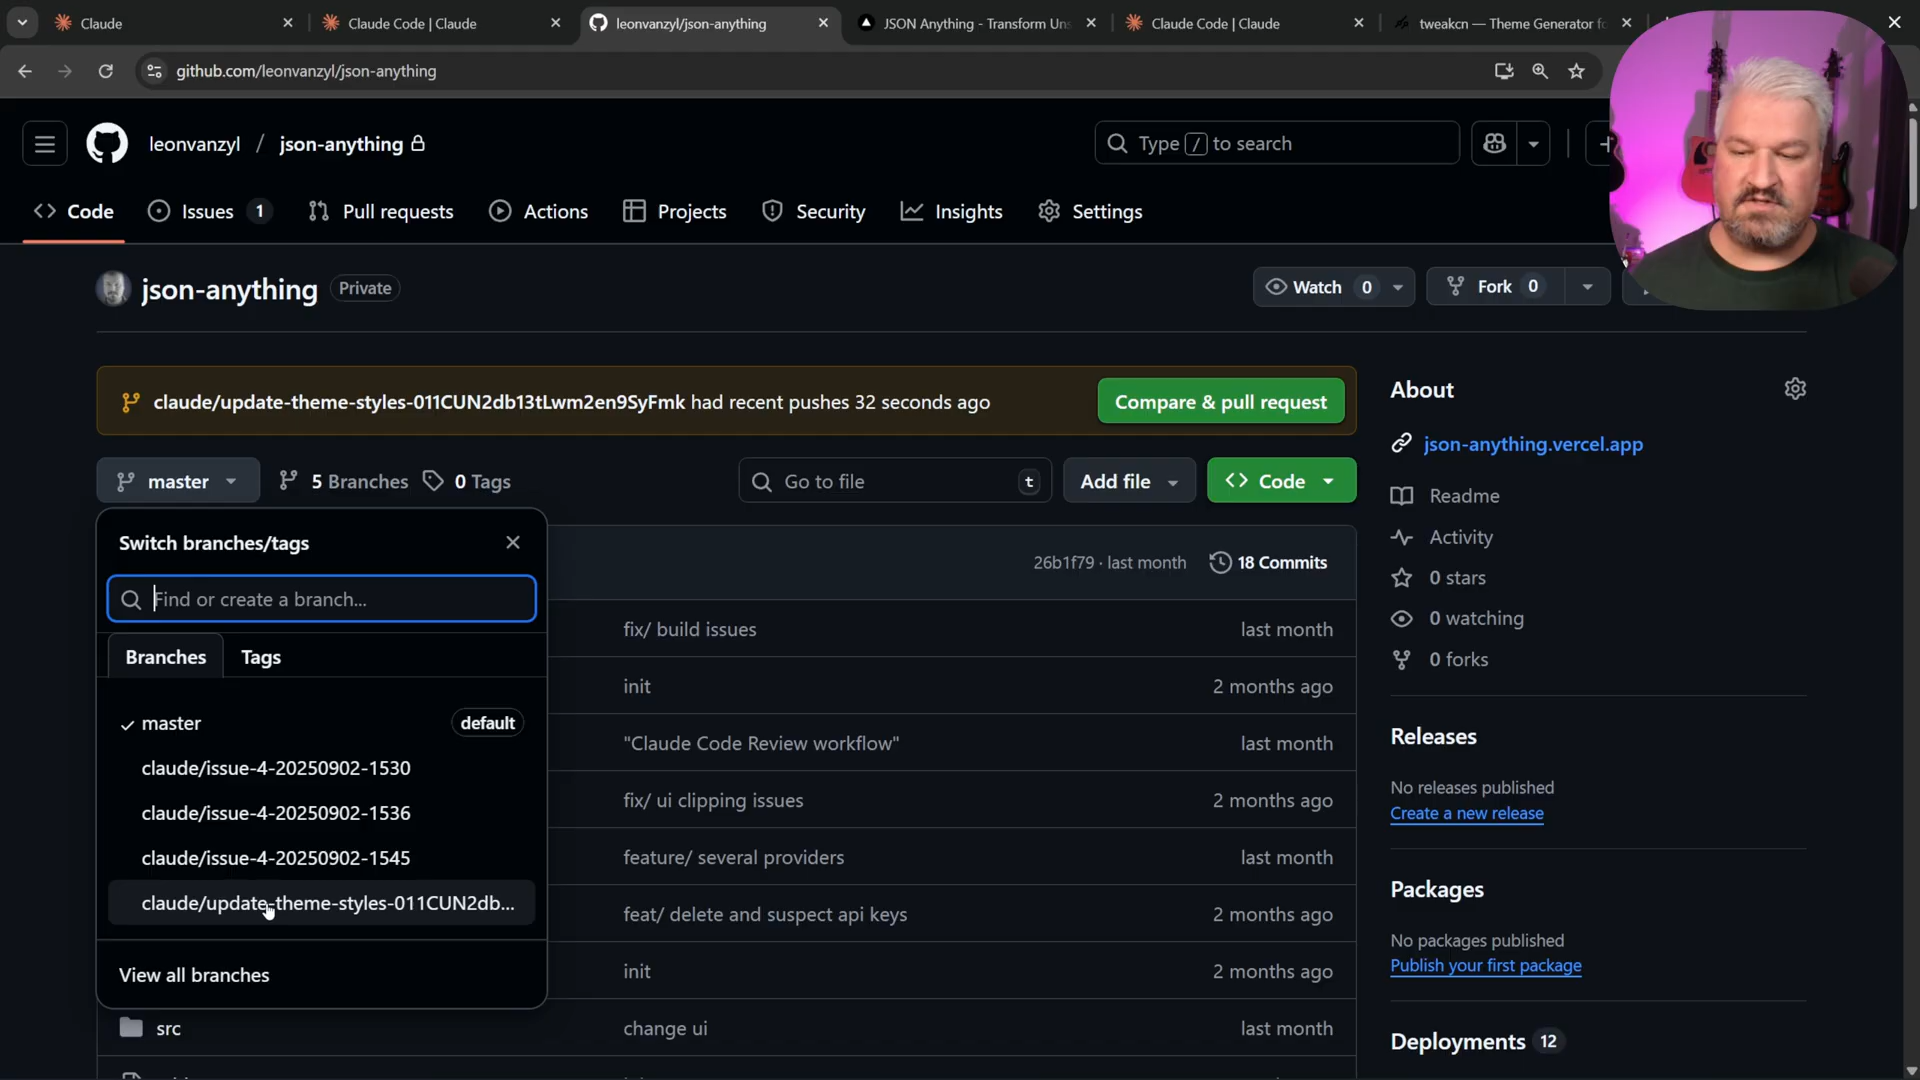 Claude
Claude Code | Claude
leonvanzyl/json-anything
JSON Anything - Transform Uns
Claude Code | Claude
tweakcn — Theme Generator fo
github.com/leonvanzyl/json-anything
leonvanzyl / json-anything
Type / to search
Code
Issues 1
Pull requests
Actions
Projects
Security
Insights
Settings
json-anything Private
Watch 0
Fork 0
claude/update-theme-styles-011CUN2db13tLwm2en9SyFmk had recent pushes 32 seconds ago
Compare & pull request
master
5 Branches
0 Tags
Go to file t
Add file
Code
Switch branches/tags
Find or create a branch...
Branches
Tags
master default
claude/issue-4-20250902-1530
claude/issue-4-20250902-1536
claude/issue-4-20250902-1545
claude/update-theme-styles-011CUN2db...
View all branches
26b1f79 · last month
18 Commits
fix/ build issues last month
init 2 months ago
"Claude Code Review workflow" last month
fix/ ui clipping issues 2 months ago
feature/ several providers last month
feat/ delete and suspect api keys 2 months ago
init 2 months ago
src change ui last month
About
json-anything.vercel.app
Readme
Activity
0 stars
0 watching
0 forks
Releases
No releases published
Create a new release
Packages
No packages published
Publish your first package
Deployments 12